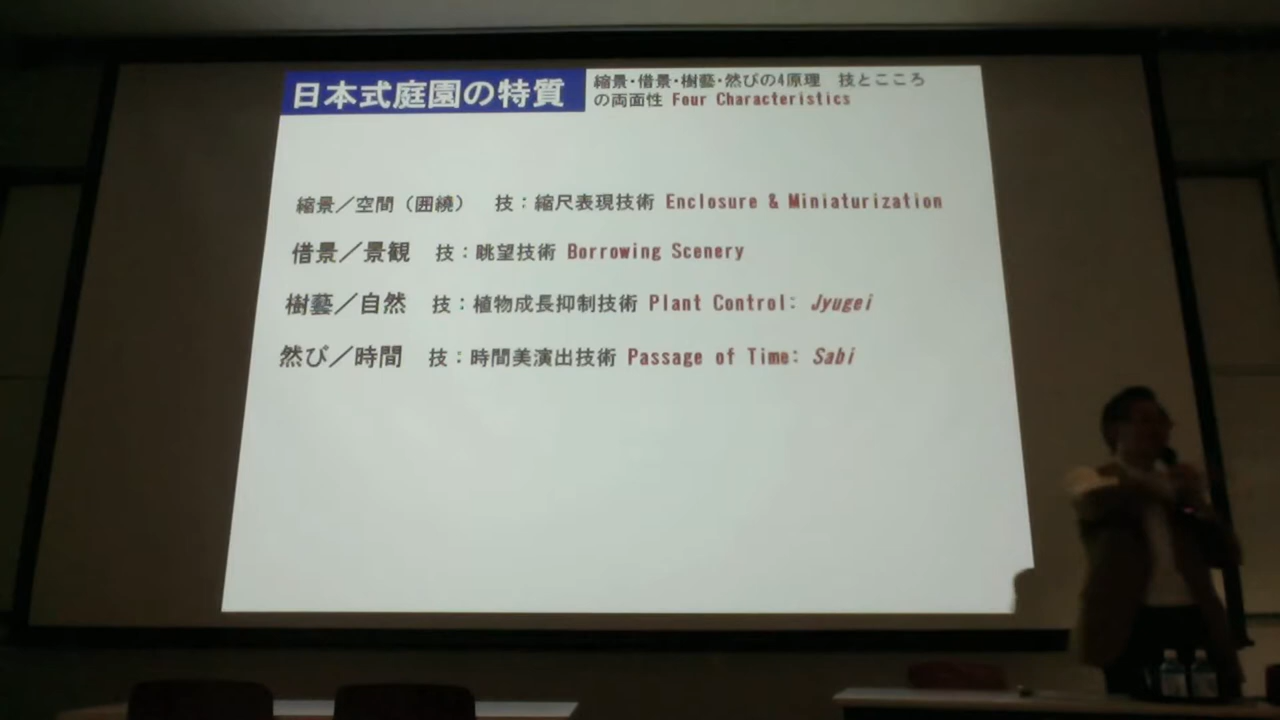 日本式庭園の特質
縮景・借景・樹藝・然びの4原理 技とこころ
の両面性 Four Characteristics
縮景／空間（囲繞） 技：縮尺表現技術 Enclosure & Miniaturization
借景／景観 技：眺望技術 Borrowing Scenery
樹藝／自然 技：植物成長抑制技術 Plant Control: Jyugei
然び／時間 技：時間美演出技術 Passage of Time: Sabi